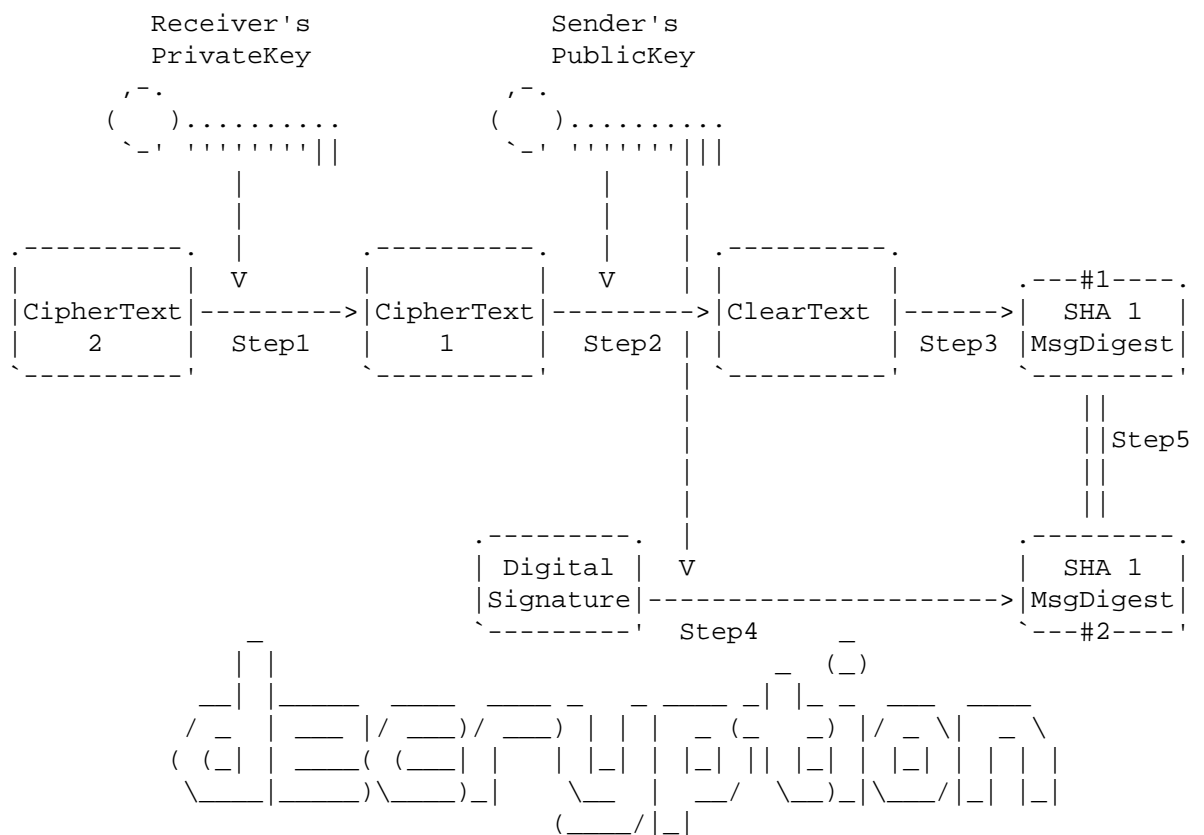 Receiver's Sender's
PrivateKey PublicKey
CipherText CipherText ClearText SHA 1
2 Step1 1 Step2 Step3 MsgDigest
#1
Step5
Digital SHA 1
Signature MsgDigest
Step4 #2
decryption